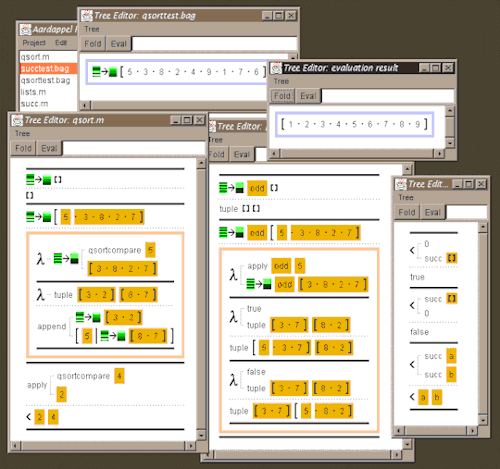 Aardappel
Project Edit
qsort.m
succtest.bag
qsorttest.bag
lists.m
succ.m
Tree Editor: qsorttest.bag
Tree
Fold Eval
[ 5 · 3 · 8 · 2 · 4 · 9 · 1 · 7 · 6 ]
Tree Editor: evaluation result
Tree
Fold Eval
[ 1 · 2 · 3 · 4 · 5 · 6 · 7 · 8 · 9 ]
Tree Editor: qsort.m
Tree
Fold Eval
→ []
[]
→ [ 5 · 3 · 8 · 2 · 7 ]
λ → qsortcompare 5
[ 3 · 8 · 2 · 7 ]
λ tuple [ 3 · 2 ] [ 8 · 7 ]
append → [ 3 · 2 ]
[ 5 | → [ 8 · 7 ] ]
apply qsortcompare 4
2
< 2 4
Tree Editor:
Tree
Fold Eval
→ odd []
tuple [] []
→ odd [ 5 · 3 · 8 · 2 · 7 ]
λ apply odd 5
→ odd [ 3 · 8 · 2 · 7 ]
λ true
tuple [ 3 · 7 ] [ 8 · 2 ]
tuple [ 5 · 3 · 7 ] [ 8 · 2 ]
λ false
tuple [ 3 · 7 ] [ 8 · 2 ]
tuple [ 3 · 7 ] [ 5 · 8 · 2 ]
Tree Edit...
Tree
Fold Eval
< 0
succ []
true
< succ []
0
false
< succ a
succ b
< a b